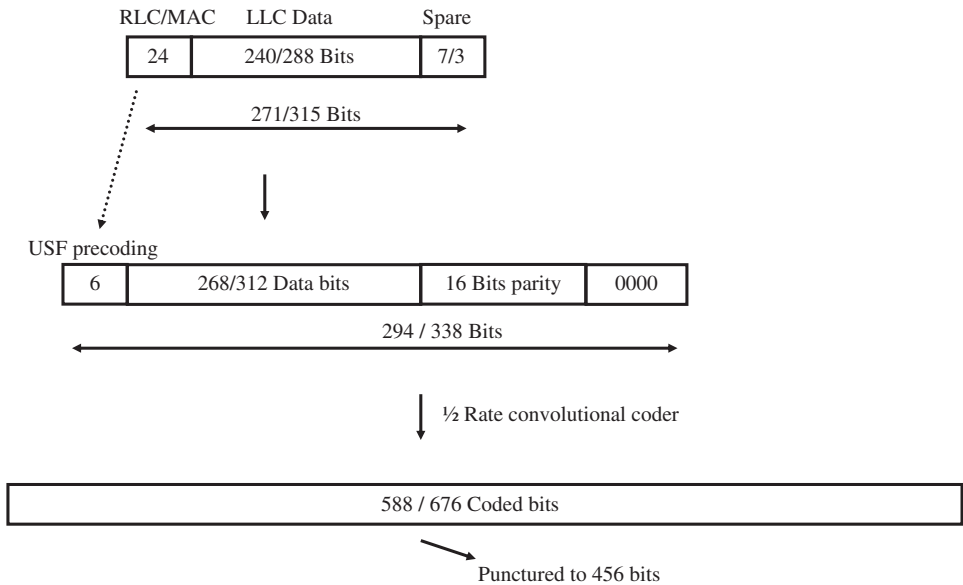 RLC/MAC LLC Data Spare
24 240/288 Bits 7/3
271/315 Bits
USF precoding
6 268/312 Data bits 16 Bits parity 0000
294 / 338 Bits
½ Rate convolutional coder
588 / 676 Coded bits
Punctured to 456 bits